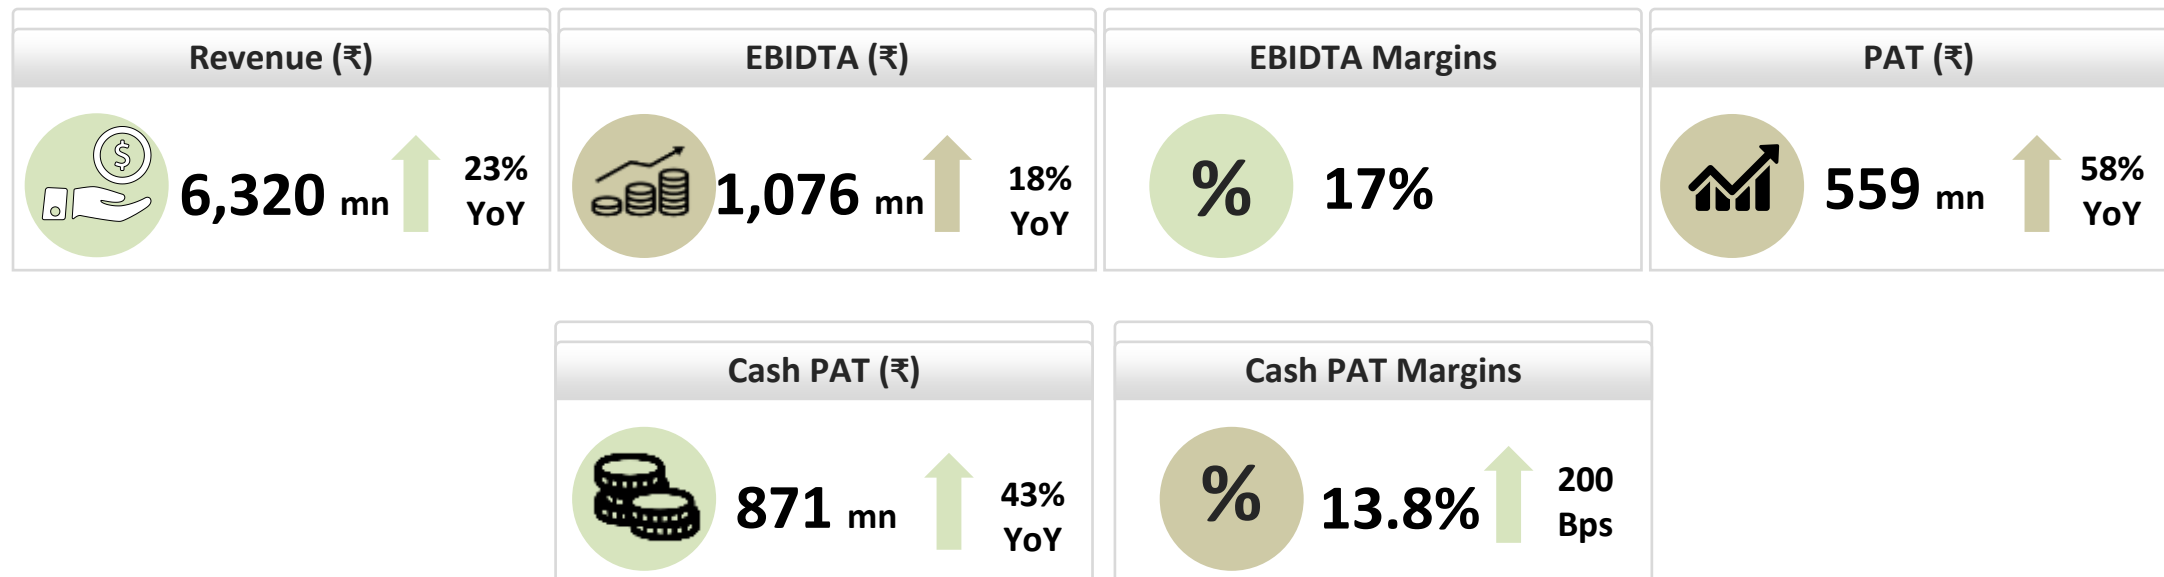 Revenue (₹)
6,320 mn
23%
YoY
EBIDTA (₹)
1,076 mn
18%
YoY
EBIDTA Margins
%
17%
PAT (₹)
559 mn
58%
YoY
Cash PAT (₹)
871 mn
43%
YoY
Cash PAT Margins
%
13.8%
200
Bps